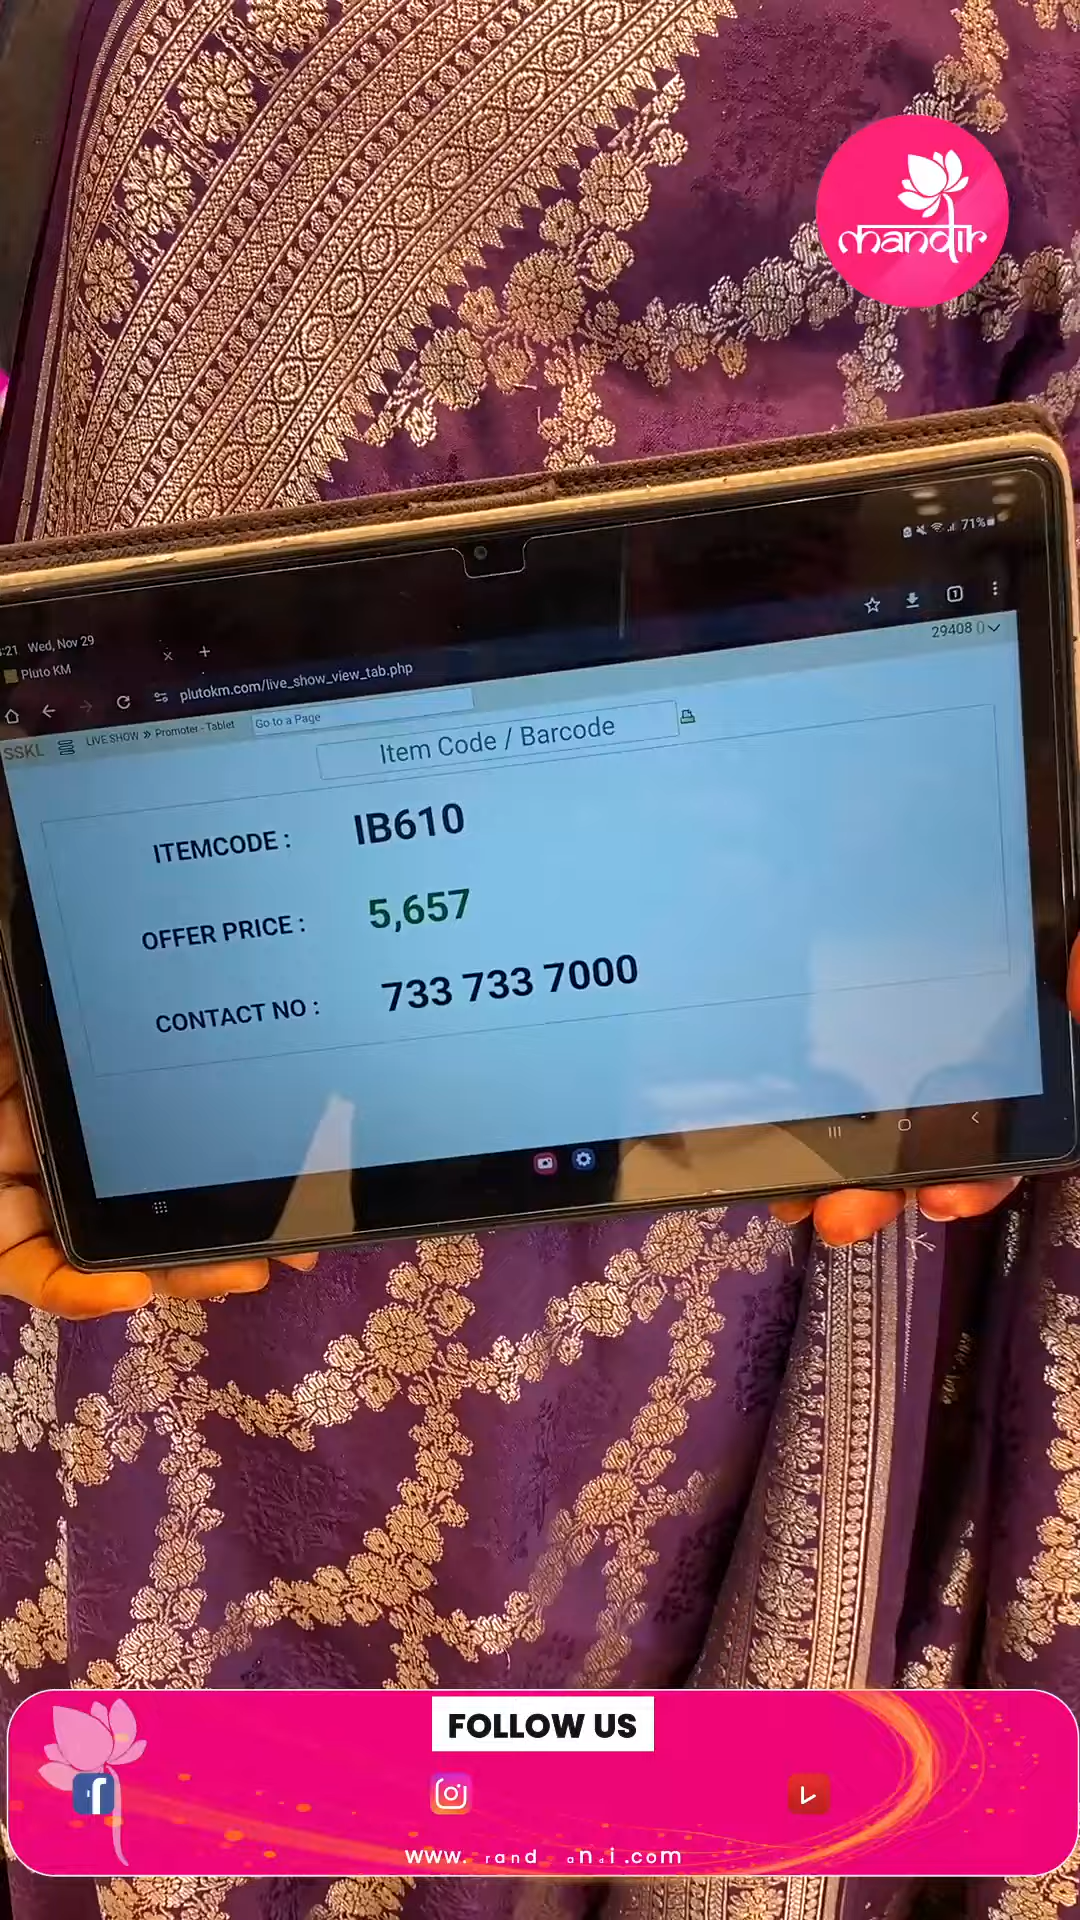 mandir
:21 Wed, Nov 29
71%
Pluto KM
plutokm.com/live_show_view_tab.php
29408 ()
SSKL
LIVE SHOW » Promoter - Tablet
Go to a Page
Item Code / Barcode
ITEMCODE : IB610
OFFER PRICE : 5,657
CONTACT NO : 733 733 7000
FOLLOW US